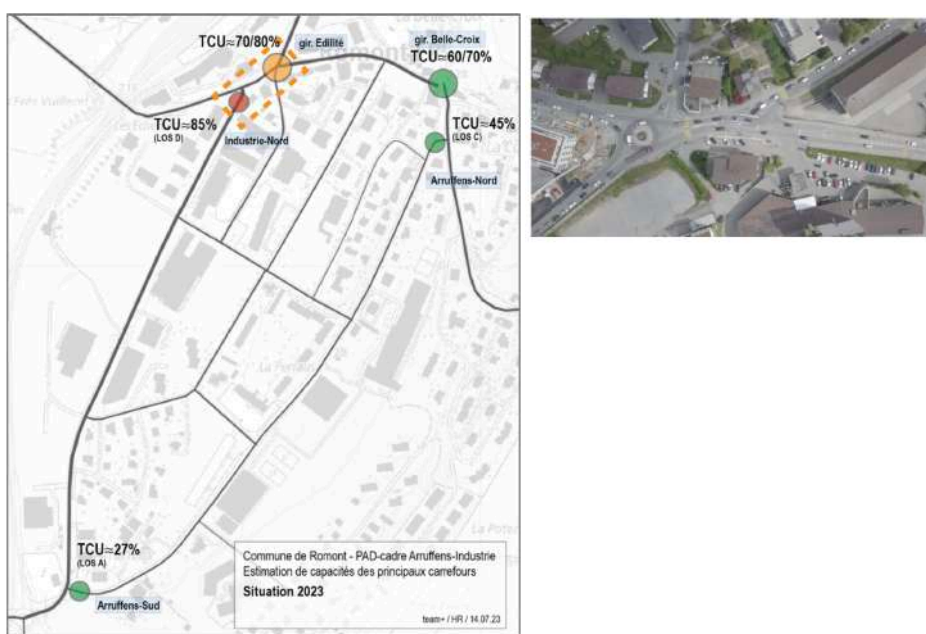 TCU≈70/80%
gir. Edilité
gir. Belle-Croix
TCU≈60/70%
TCU≈85%
(LOS D)
Industrie-Nord
TCU≈45%
(LOS C)
Arruffens-Nord
TCU≈27%
(LOS A)
Arruffens-Sud
Commune de Romont - PAD-cadre Arruffens-Industrie
Estimation de capacités des principaux carrefours
Situation 2023
team+ / HR / 14.07.23